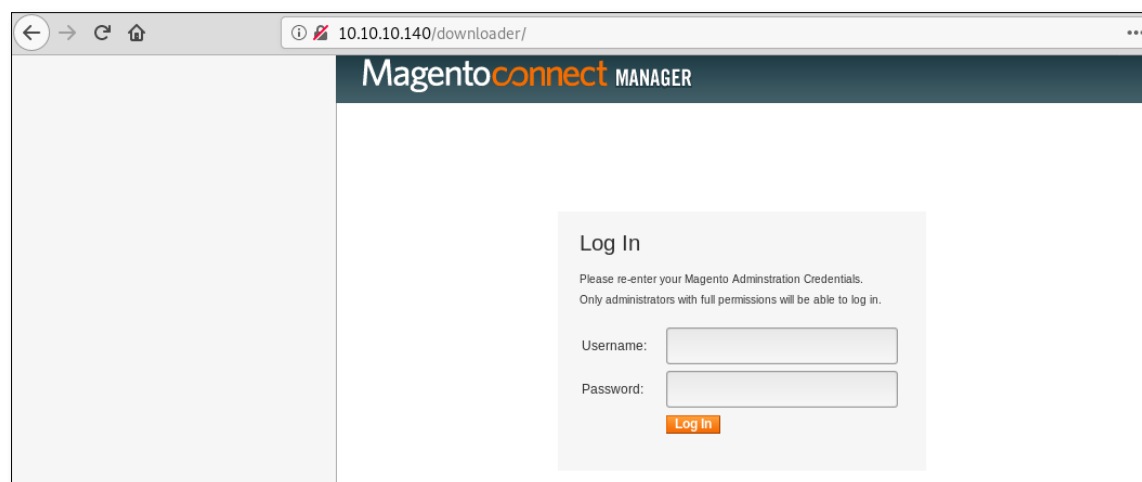 10.10.10.140/downloader/
Magentoconnect MANAGER
Log In
Please re-enter your Magento Adminstration Credentials.
Only administrators with full permissions will be able to log in.
Username:
Password:
Log In